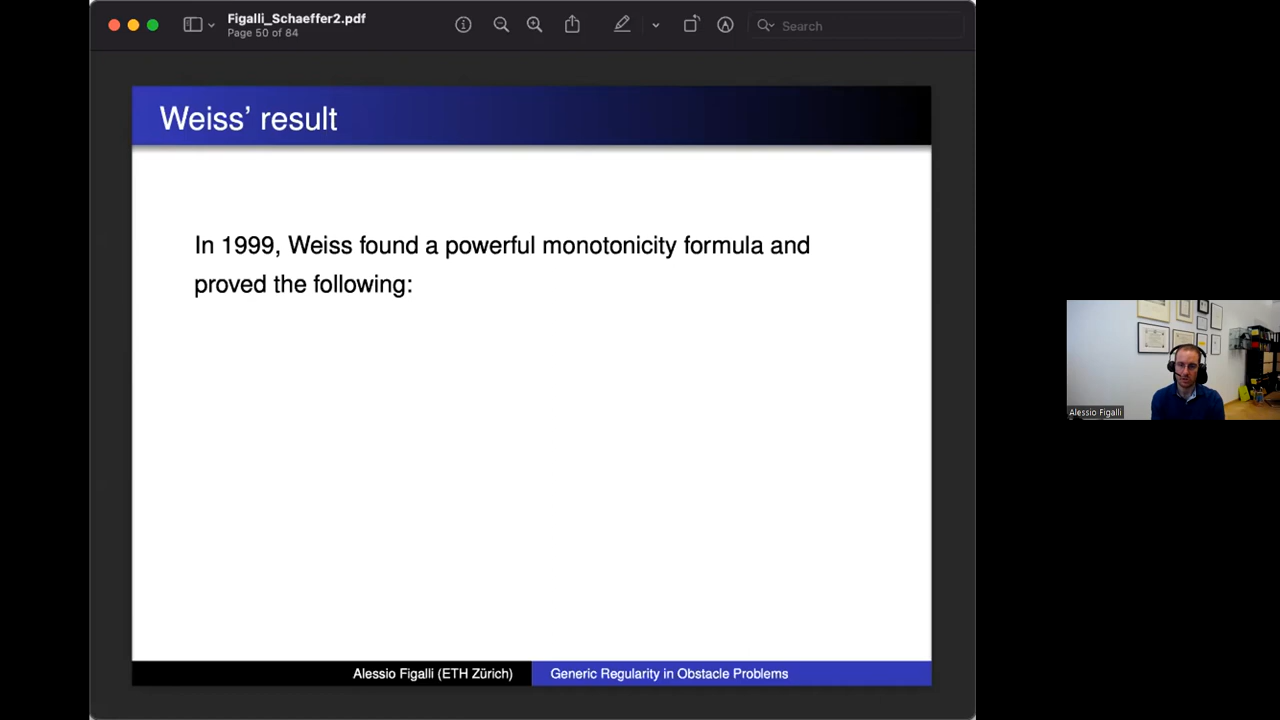 Figalli_Schaeffer2.pdf
Page 50 of 84
Search
Weiss' result
In 1999, Weiss found a powerful monotonicity formula and
proved the following:
Alessio Figalli
Alessio Figalli (ETH Zürich)
Generic Regularity in Obstacle Problems